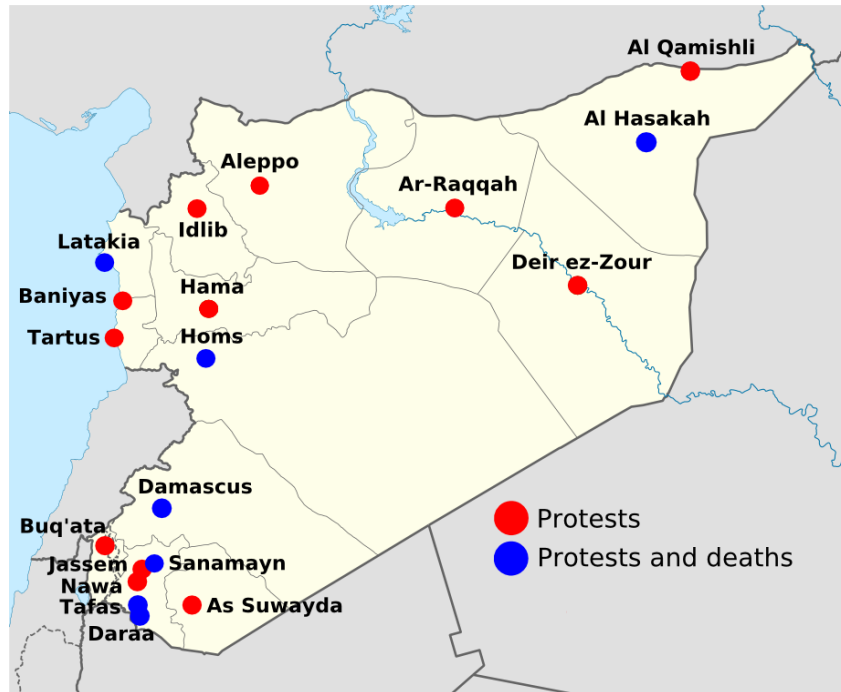 Al Qamishli
Al Hasakah
Aleppo
Ar-Raqqah
Idlib
Latakia
Deir ez-Zour
Baniyas
Hama
Tartus
Homs
Damascus
Buq'ata
Protests
Protests and deaths
Jassem
Sanamayn
Nawa
Tafas
As Suwayda
Daraa